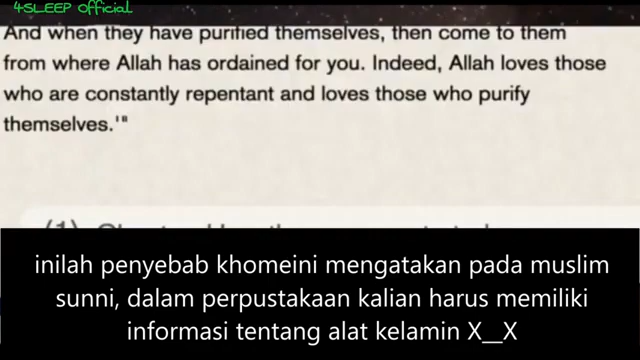 4SLEEP Official
And when they have purified themselves, then come to them
from where Allah has ordained for you. Indeed, Allah loves those
who are constantly repentant and loves those who purify
themselves.'"
(1)
inilah penyebab khomeini mengatakan pada muslim
sunni, dalam perpustakaan kalian harus memiliki
informasi tentang alat kelamin X__X